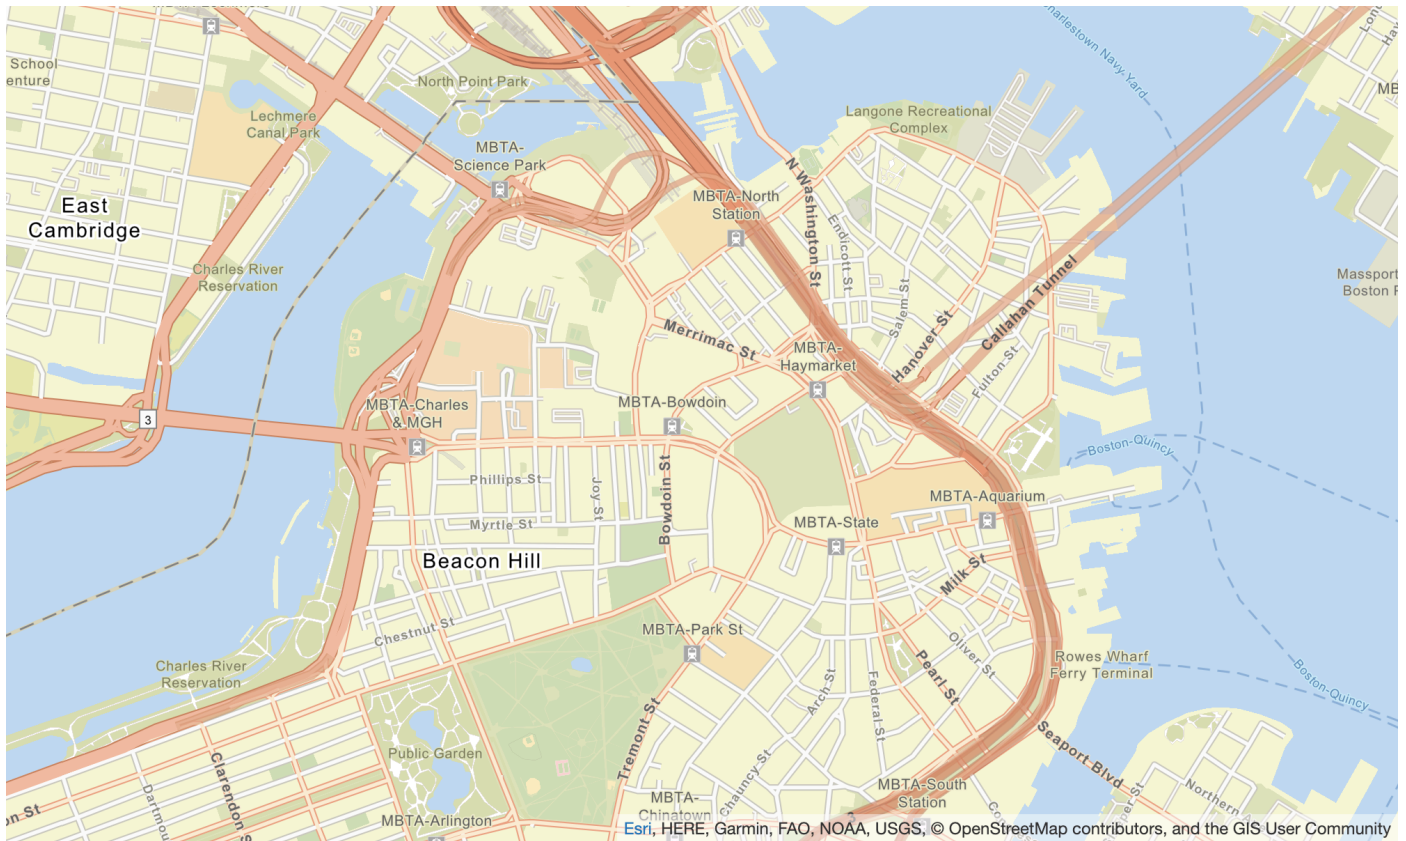 School
enture
North Point Park
Charlestown Navy Yard
Lechmere
Canal Park
MBTA-
Science Park
Langone Recreational
Complex
East
Cambridge
MBTA-North
Station
N Washington St
Endicott St
Charles River
Reservation
Callahan Tunnel
Massport
Boston
Salem St
Hanover St
Merrimac St
MBTA-
Haymarket
Fulton St
3
MBTA-Charles
& MGH
MBTA-Bowdoin
Boston-Quincy
Phillips St
Joy St
Bowdoin St
MBTA-Aquarium
Myrtle St
MBTA-State
Beacon Hill
Milk St
Chestnut St
MBTA-Park St
Oliver St
Charles River
Reservation
Rowes Wharf
Ferry Terminal
Arch St
Federal St
Pearl St
Boston-Quincy
Tremont St
Public Garden
Clarendon S
Chauncy St
Seaport Blvd
MBTA-South
Station
Northern A
Dartmou
on St
MBTA-Arlington
MBTA-
Chinatown
Esri, HERE, Garmin, FAO, NOAA, USGS, © OpenStreetMap contributors, and the GIS User Community